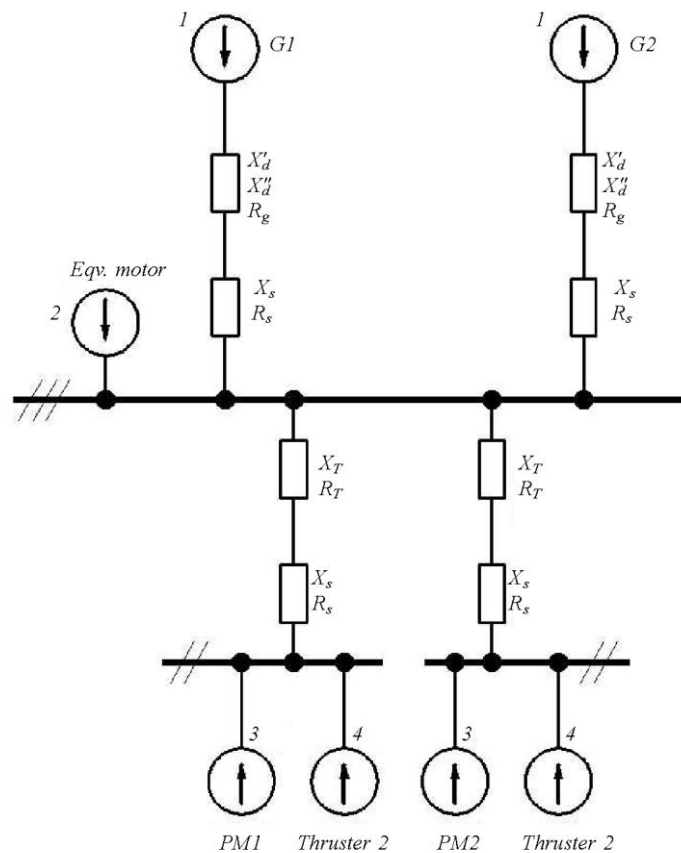 1
G1
1
G2
X'd
X''d
Rg
X'd
X''d
Rg
Eqv. motor
2
Xs
Rs
Xs
Rs
XT
RT
XT
RT
Xs
Rs
Xs
Rs
3
4
3
4
PM1
Thruster 2
PM2
Thruster 2